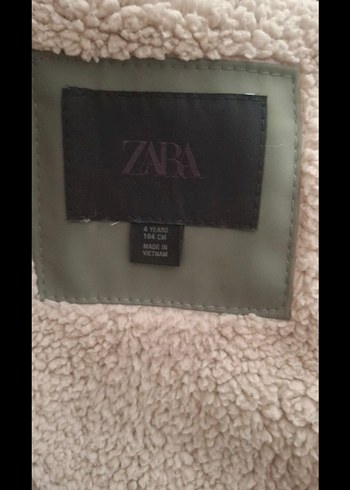 ZARA
4 YEARS
104 CM
MADE IN
VIETNAM